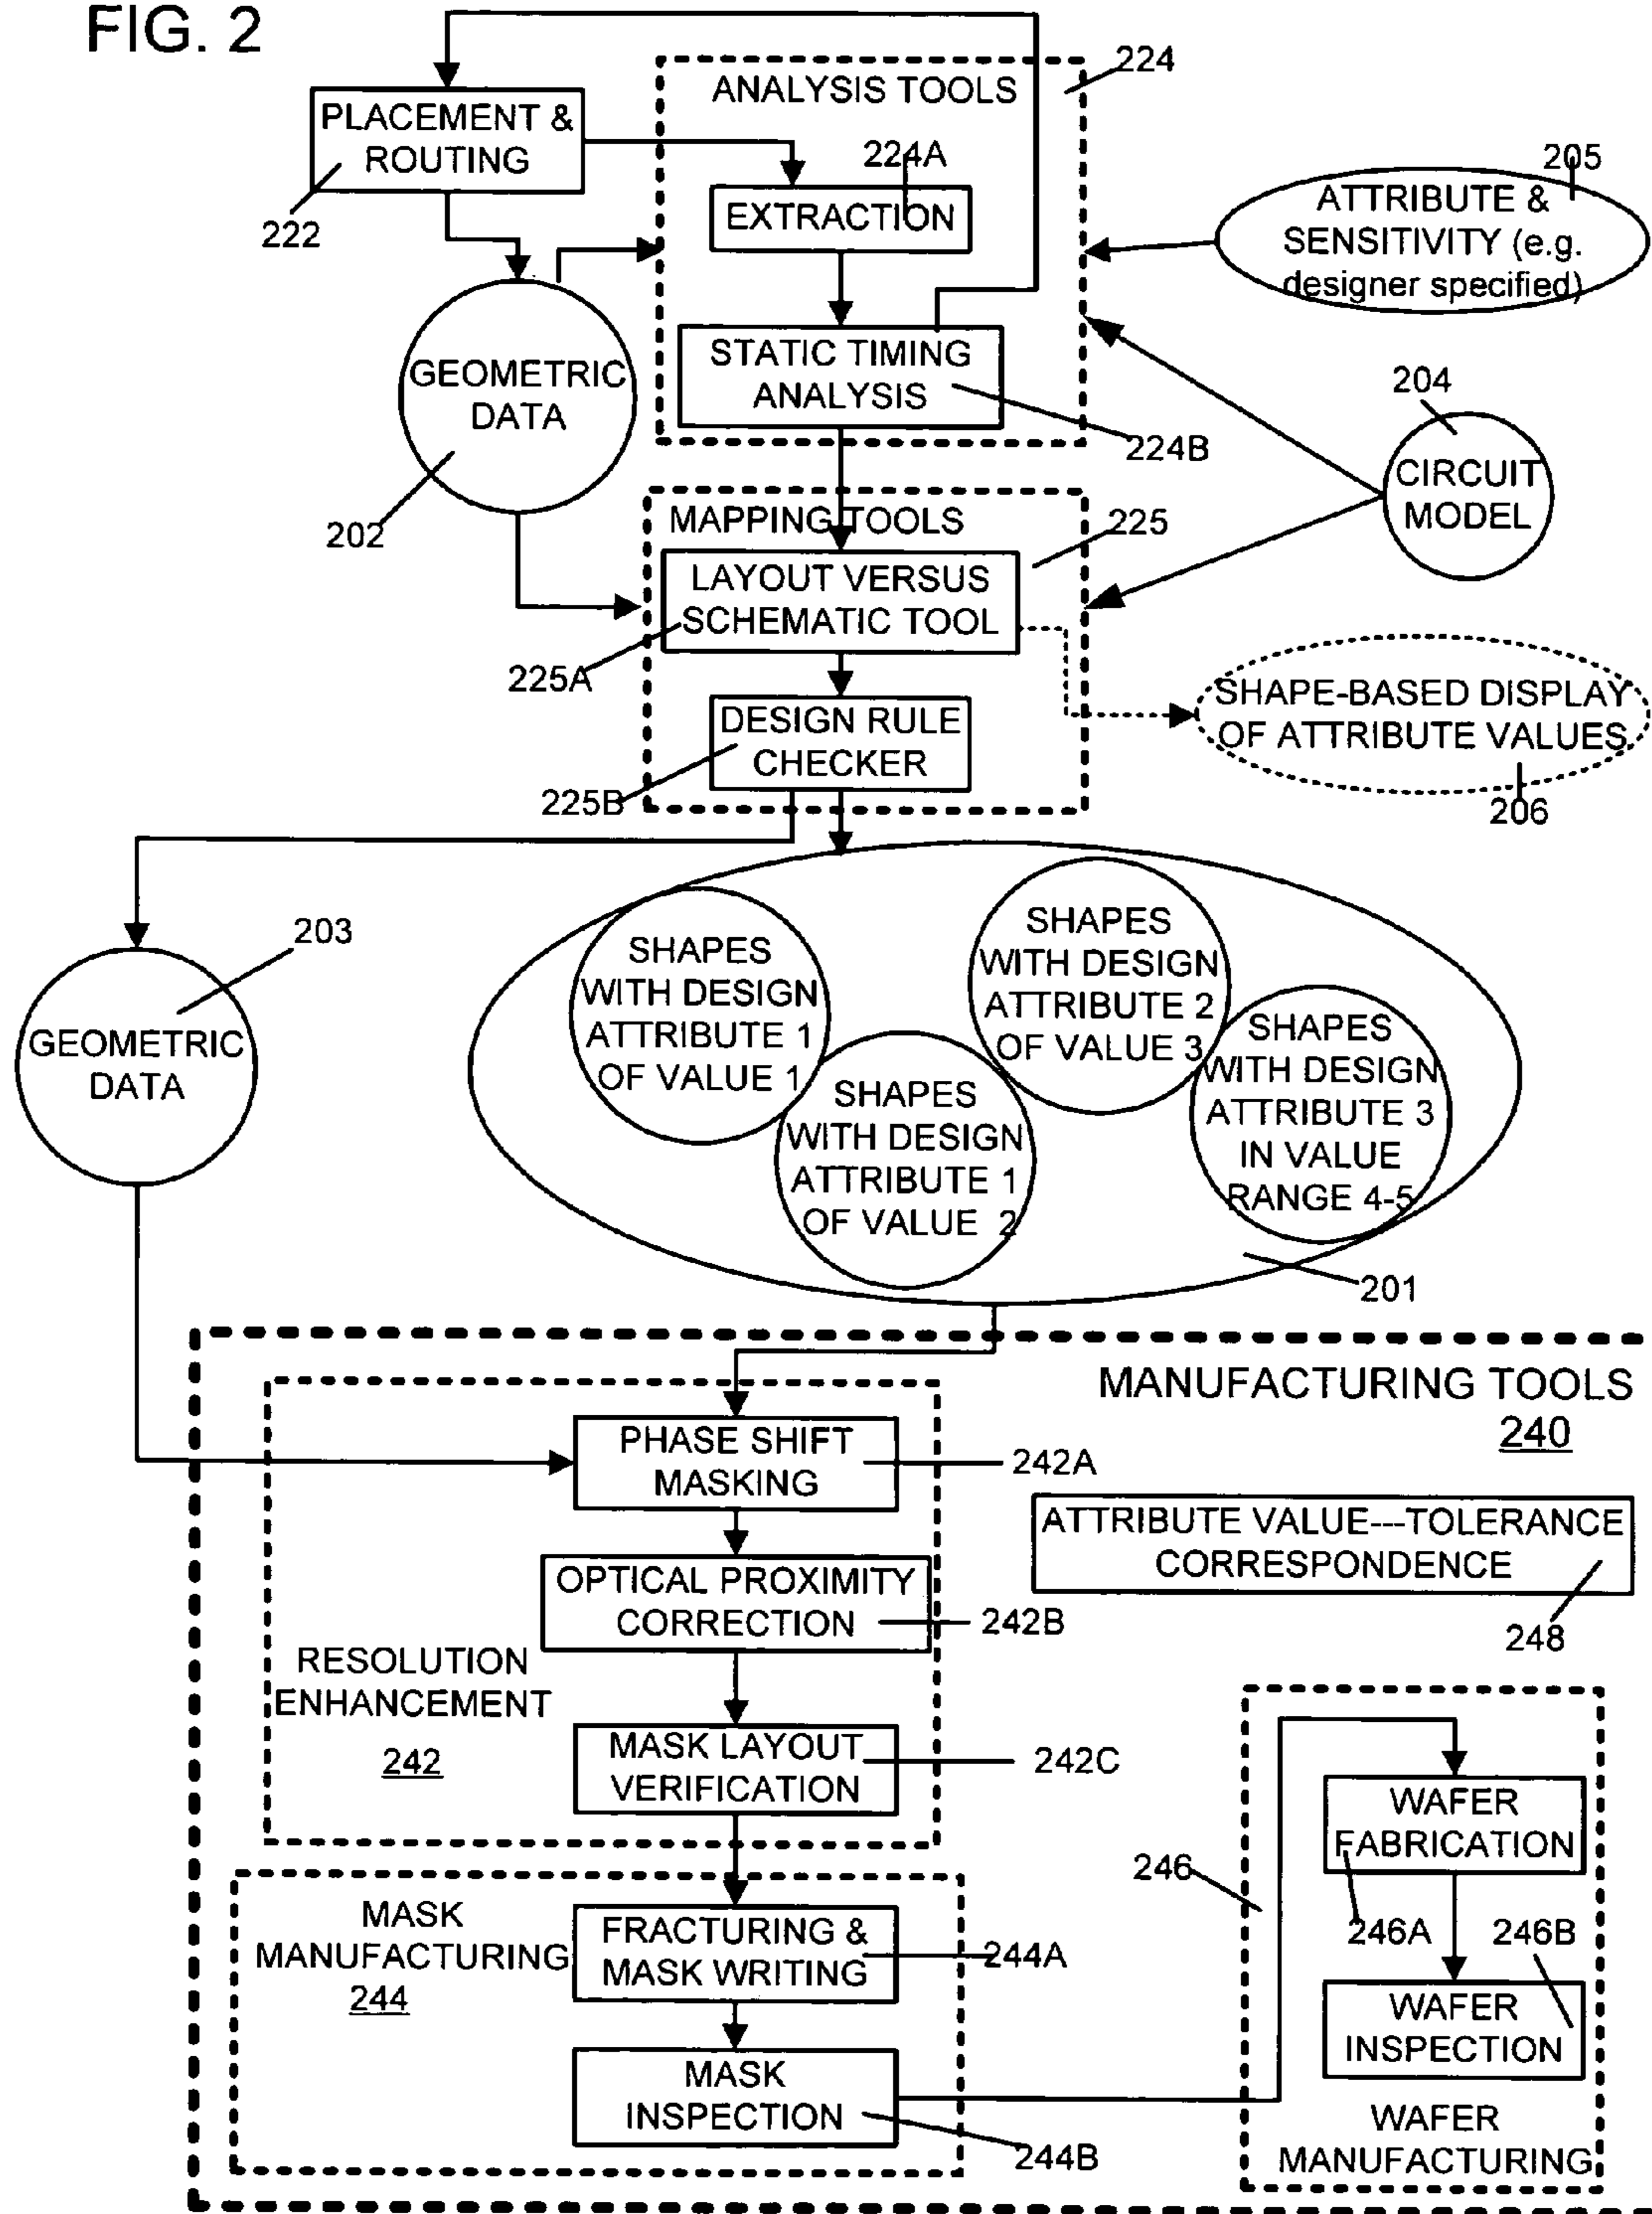 FIG. 2
ANALYSIS TOOLS
224
PLACEMENT &
ROUTING
222
224A
EXTRACTION
205
ATTRIBUTE &
SENSITIVITY (e.g.
designer specified)
STATIC TIMING
ANALYSIS
224B
GEOMETRIC
DATA
202
204
CIRCUIT
MODEL
MAPPING TOOLS
225
LAYOUT VERSUS
SCHEMATIC TOOL
225A
SHAPE-BASED DISPLAY
OF ATTRIBUTE VALUES
206
DESIGN RULE
CHECKER
225B
203
GEOMETRIC
DATA
SHAPES
WITH DESIGN
ATTRIBUTE 1
OF VALUE 1
SHAPES
WITH DESIGN
ATTRIBUTE 1
OF VALUE 2
SHAPES
WITH DESIGN
ATTRIBUTE 2
OF VALUE 3
SHAPES
WITH DESIGN
ATTRIBUTE 3
IN VALUE
RANGE 4-5
201
MANUFACTURING TOOLS
240
PHASE SHIFT
MASKING
242A
ATTRIBUTE VALUE---TOLERANCE
CORRESPONDENCE
248
OPTICAL PROXIMITY
CORRECTION
242B
RESOLUTION
ENHANCEMENT
242
MASK LAYOUT
VERIFICATION
242C
MASK
MANUFACTURING
244
FRACTURING &
MASK WRITING
244A
MASK
INSPECTION
244B
246
WAFER
FABRICATION
246A
246B
WAFER
INSPECTION
WAFER
MANUFACTURING